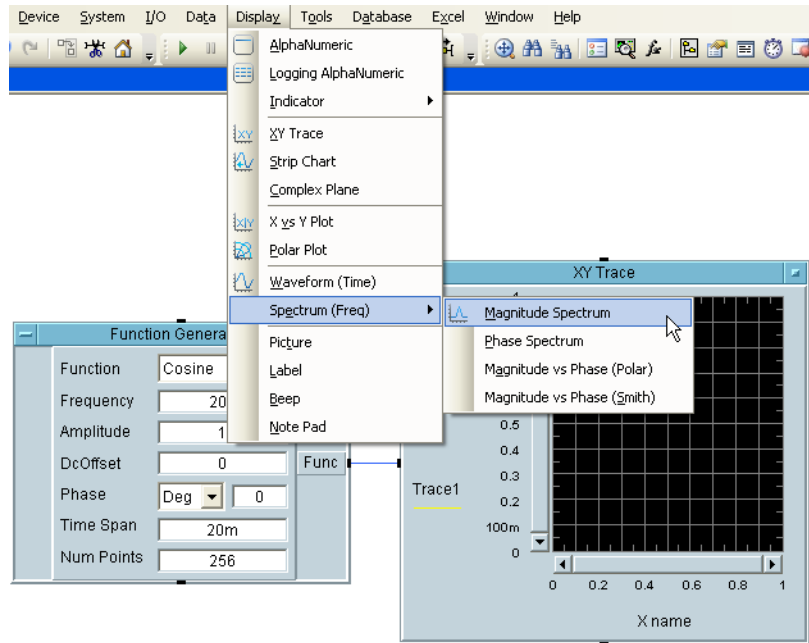 Device System I/O Data Display Tools Database Excel Window Help
AlphaNumeric
Logging AlphaNumeric
Indicator
XY Trace
Strip Chart
Complex Plane
X vs Y Plot
Polar Plot
Waveform (Time)
Spectrum (Freq)
Picture
Label
Beep
Note Pad
Magnitude Spectrum
Phase Spectrum
Magnitude vs Phase (Polar)
Magnitude vs Phase (Smith)
Function Genera
Function Cosine
Frequency 20
Amplitude 1
DcOffset 0
Phase Deg 0
Time Span 20m
Num Points 256
Func
XY Trace
0.5
0.4
0.3
Trace1
0.2
100m
0
0 0.2 0.4 0.6 0.8 1
X name